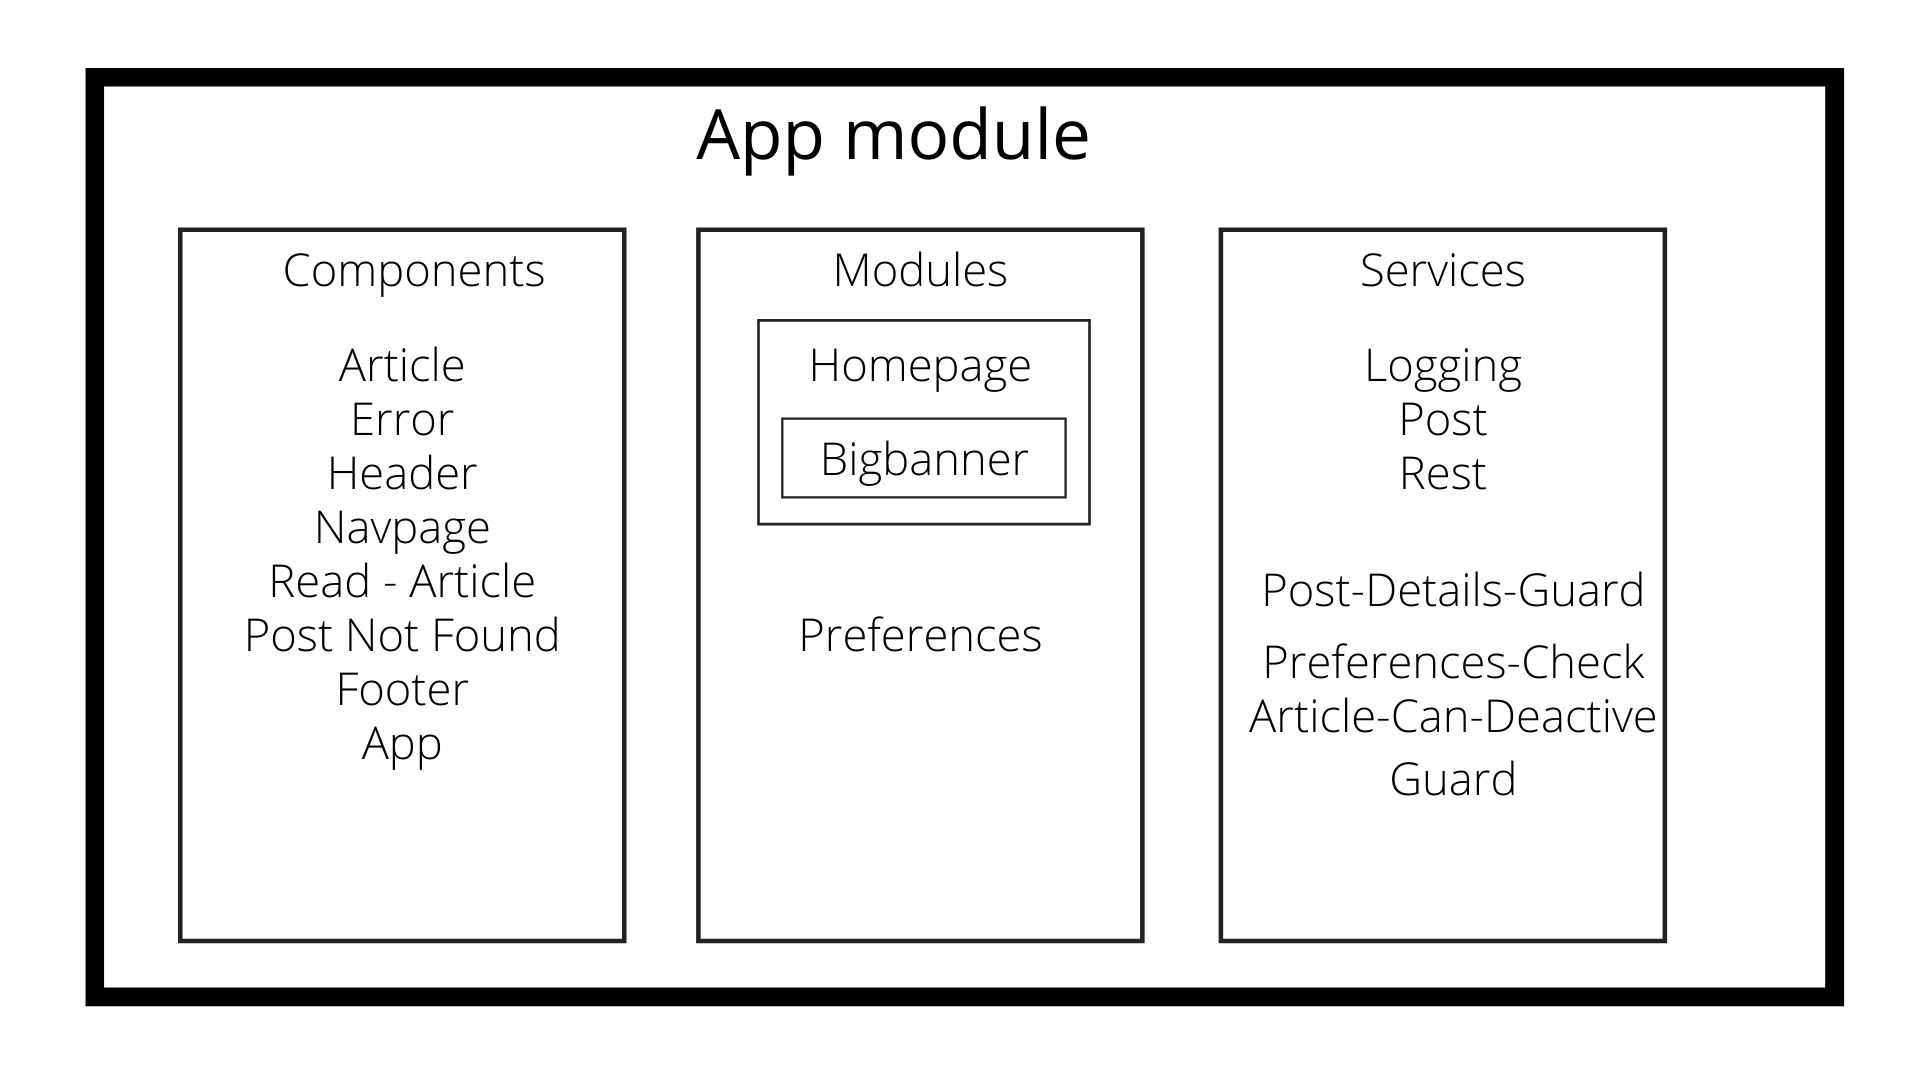 App module
Components
Article
Error
Header
Navpage
Read - Article
Post Not Found
Footer
App
Modules
Homepage
Bigbanner
Preferences
Services
Logging
Post
Rest
Post-Details-Guard
Preferences-Check
Article-Can-Deactive
Guard